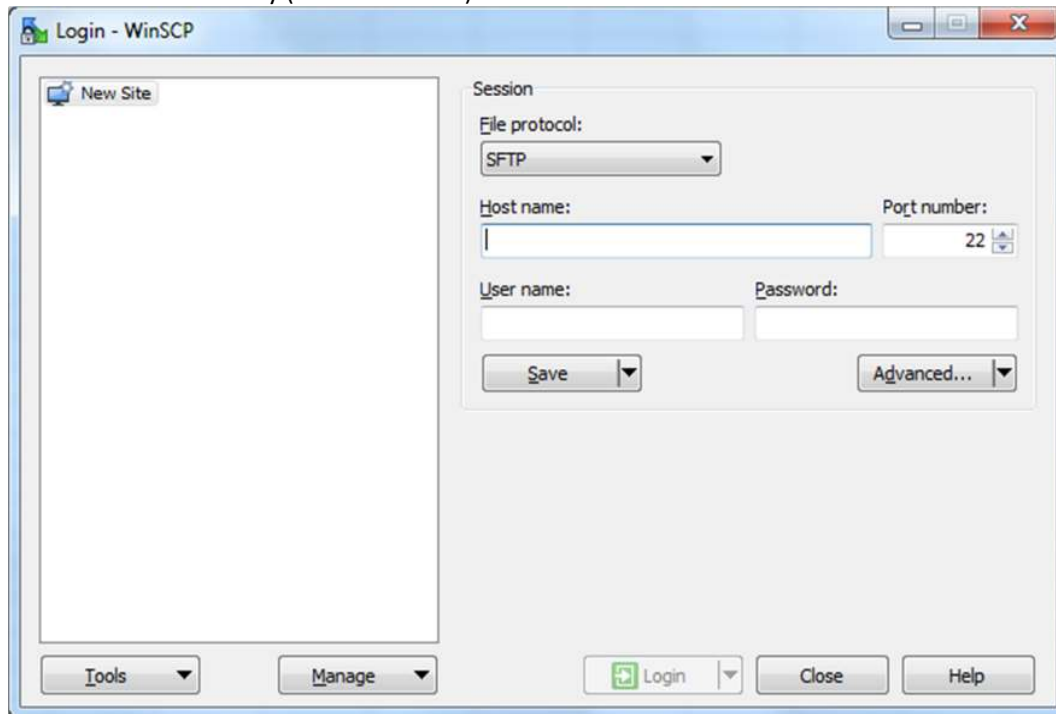 Login - WinSCP
New Site
Session
File protocol:
SFTP
Host name:
Port number:
22
User name:
Password:
Save
Advanced...
Tools
Manage
Login
Close
Help